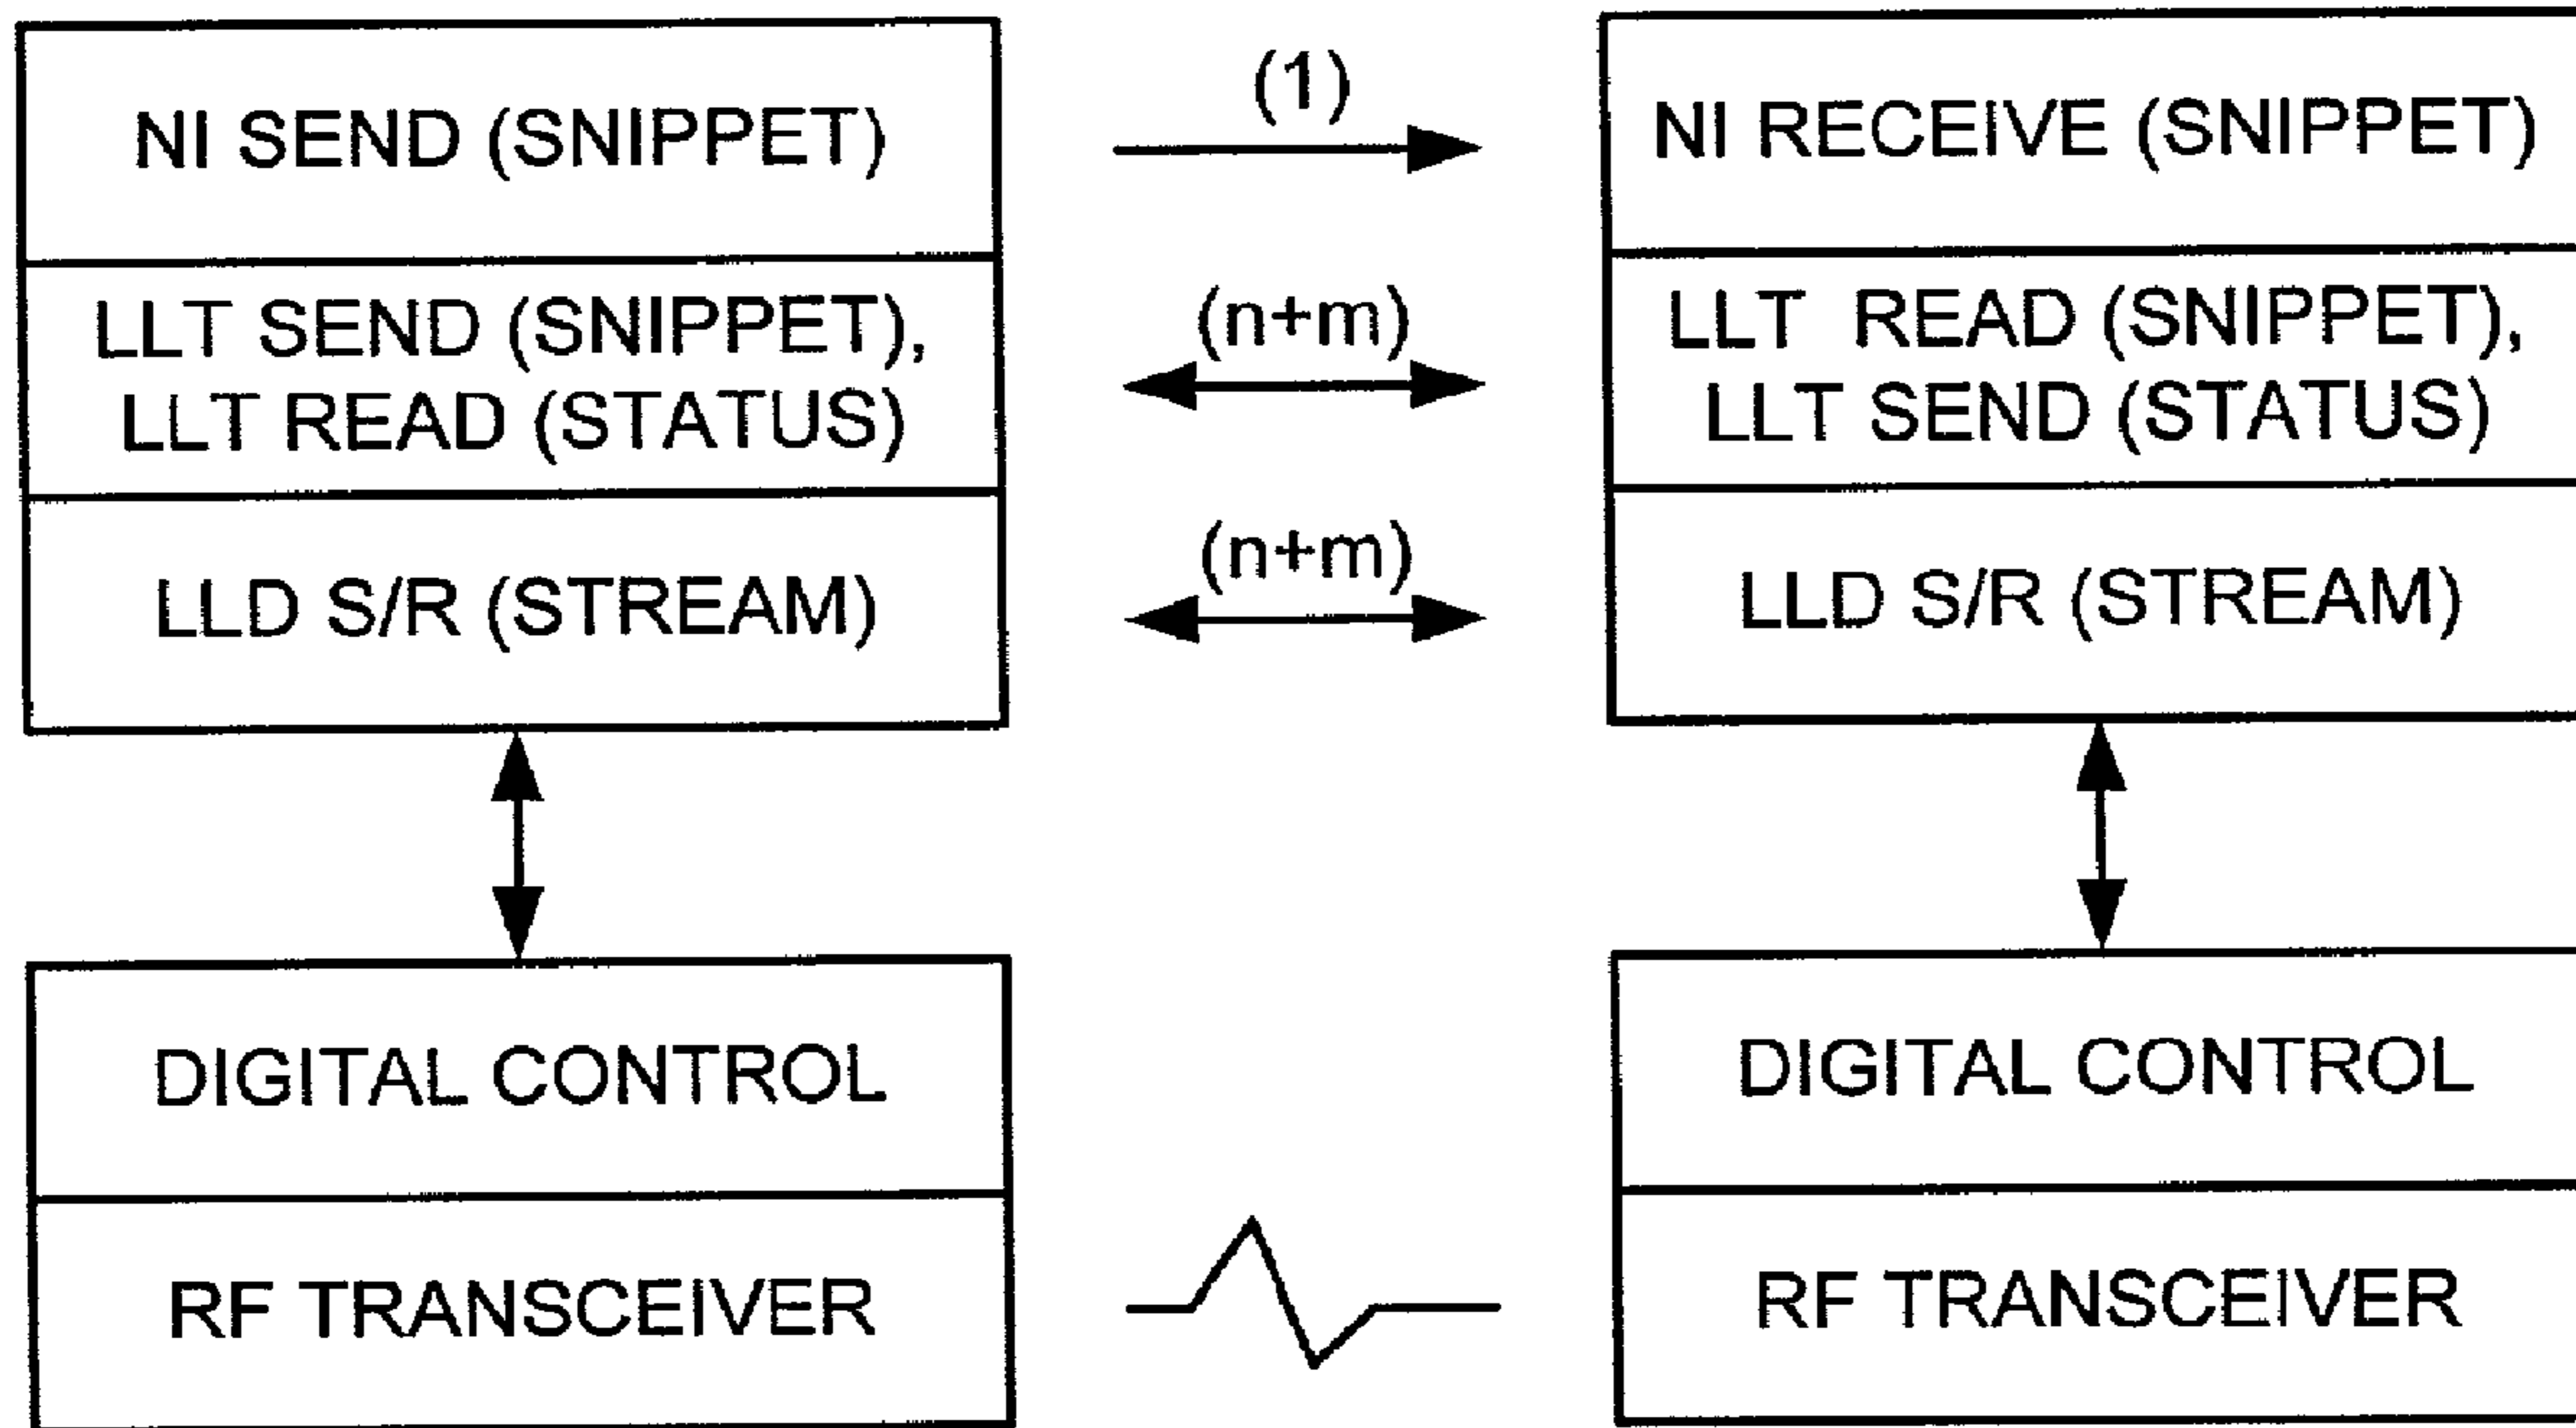 NI SEND (SNIPPET)
(1)
NI RECEIVE (SNIPPET)
LLT SEND (SNIPPET),
LLT READ (STATUS)
(n+m)
LLT READ (SNIPPET),
LLT SEND (STATUS)
LLD S/R (STREAM)
(n+m)
LLD S/R (STREAM)
DIGITAL CONTROL
DIGITAL CONTROL
RF TRANSCEIVER
RF TRANSCEIVER